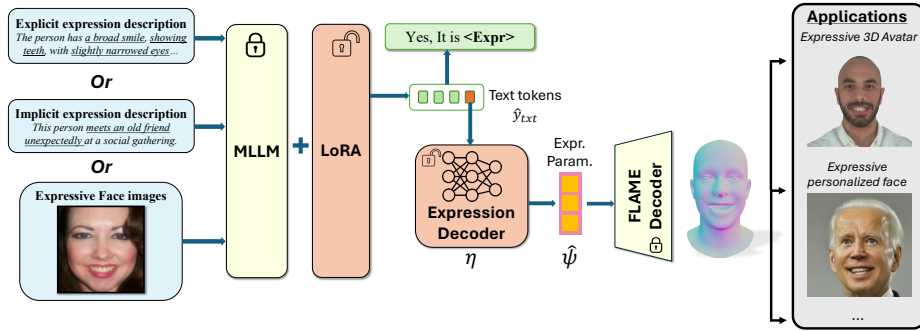 Explicit expression description
The person has a broad smile, showing
teeth, with slightly narrowed eyes…
Or
Implicit expression description
This person meets an old friend
unexpectedly at a social gathering.
Or
Expressive Face images
MLLM
+
LoRA
Yes, It is <Expr>
Text tokens
ŷ_txt
Expression
Decoder
η
Expr.
Param.
ψ̂
FLAME
Decoder
Applications
Expressive 3D Avatar
Expressive
personalized face
...